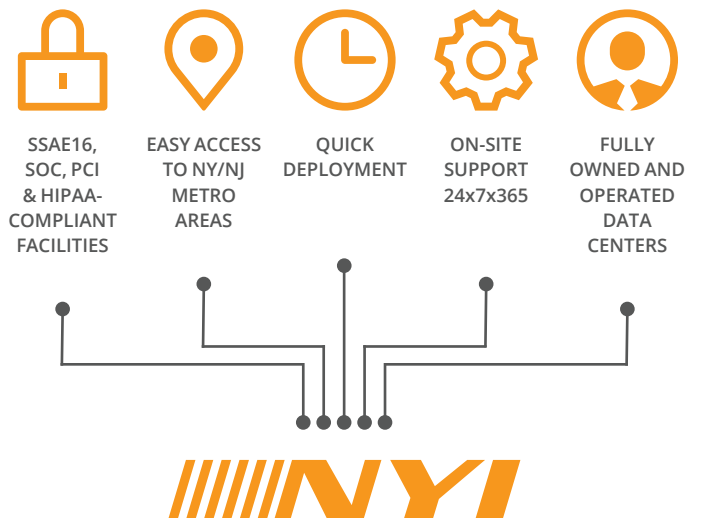 SSAE16,
SOC, PCI
& HIPAA-
COMPLIANT
FACILITIES
EASY ACCESS
TO NY/NJ
METRO
AREAS
QUICK
DEPLOYMENT
ON-SITE
SUPPORT
24x7x365
FULLY
OWNED AND
OPERATED
DATA
CENTERS
NYI